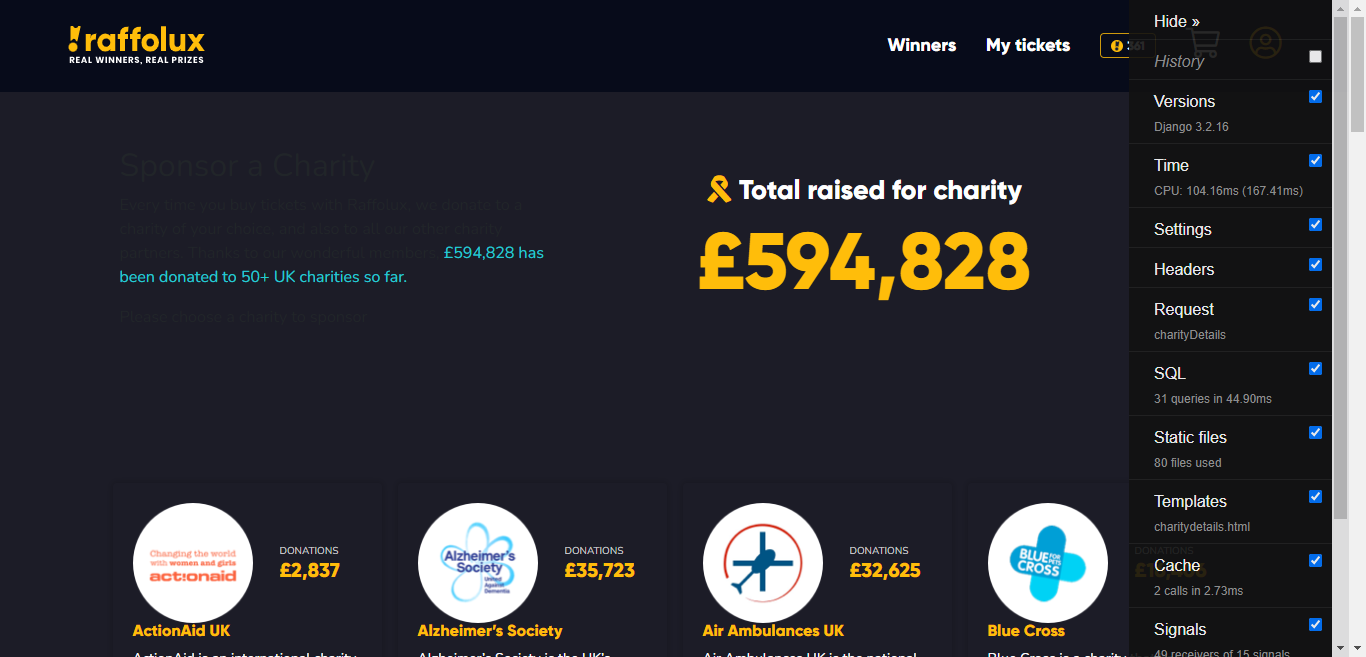 raffolux
REAL WINNERS, REAL PRIZES
Winners
My tickets
361
Sponsor a Charity
Every time you buy tickets with Raffolux, we donate to a
charity of your choice, and also to all our other charity
partners. Thanks to our wonderful members, £594,828 has
been donated to 50+ UK charities so far.
Please choose a charity to sponsor
Total raised for charity
£594,828
Changing the world
with women and girls
act:onaid
DONATIONS
£2,837
ActionAid UK
ActionAid is an international charity
Alzheimer's
Society
United
Against
Dementia
DONATIONS
£35,723
Alzheimer's Society
Alzheimer's Society is the UK's
DONATIONS
£32,625
Air Ambulances UK
Air Ambulances UK is the national
BLUE FOR PETS
CROSS
DONATIONS
Blue Cross
Blue Cross is a charity
Hide »
History
Versions
Django 3.2.16
Time
CPU: 104.16ms (167.41ms)
Settings
Headers
Request
charityDetails
SQL
31 queries in 44.90ms
Static files
80 files used
Templates
charitydetails.html
Cache
2 calls in 2.73ms
Signals
49 receivers of 15 signals